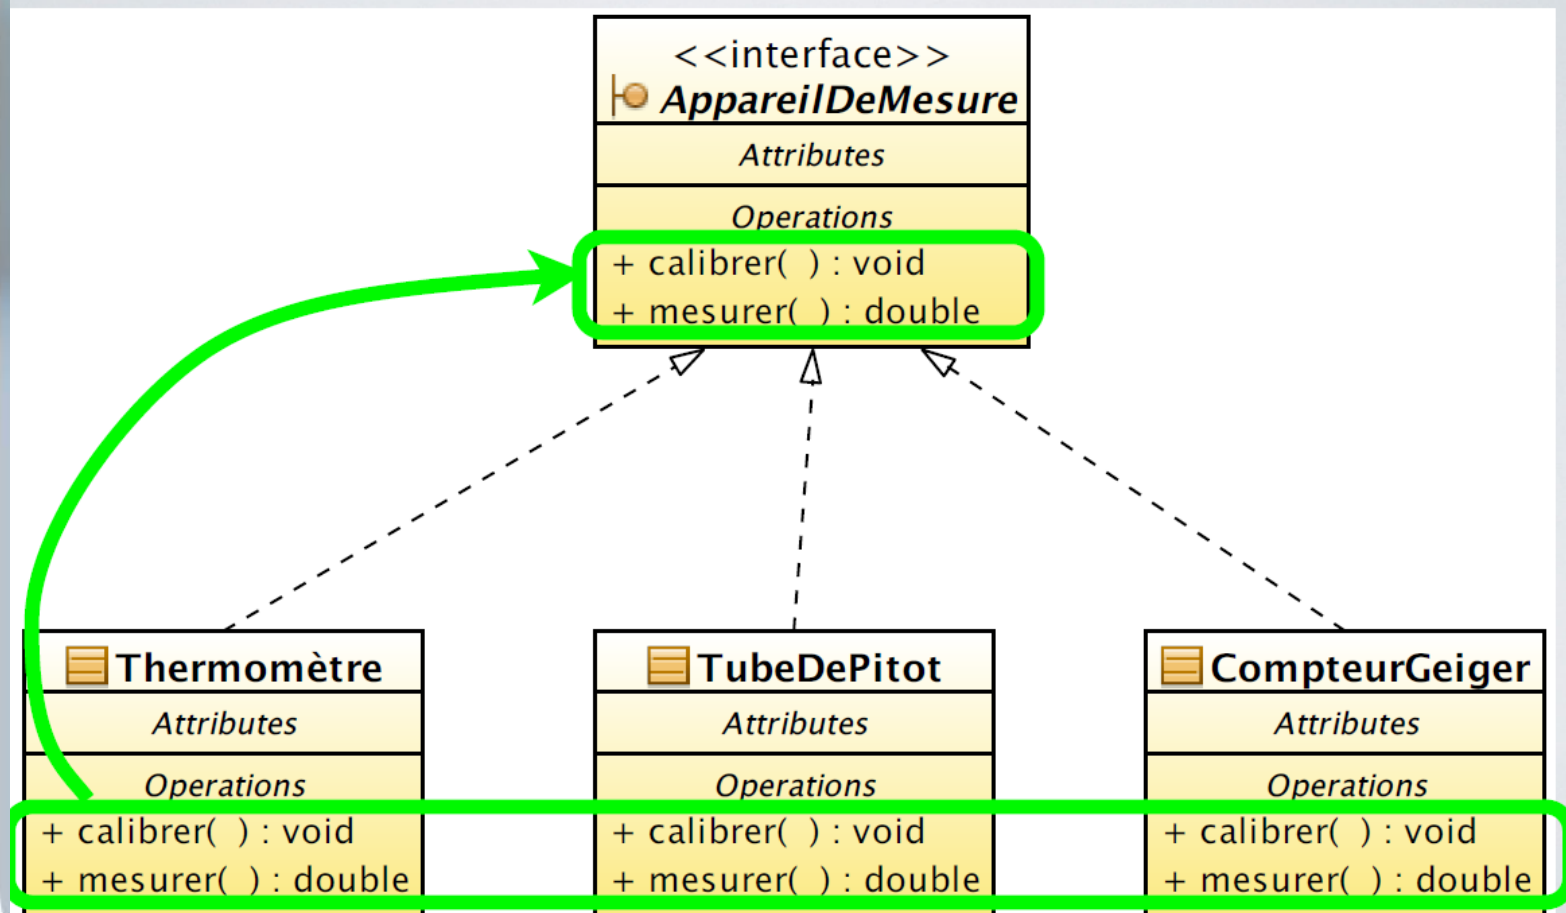 <<interface>>
AppareilDeMesure
Attributes
Operations
+ calibrer( ) : void
+ mesurer( ) : double
Thermomètre
Attributes
Operations
+ calibrer( ) : void
+ mesurer( ) : double
TubeDePitot
Attributes
Operations
+ calibrer( ) : void
+ mesurer( ) : double
CompteurGeiger
Attributes
Operations
+ calibrer( ) : void
+ mesurer( ) : double